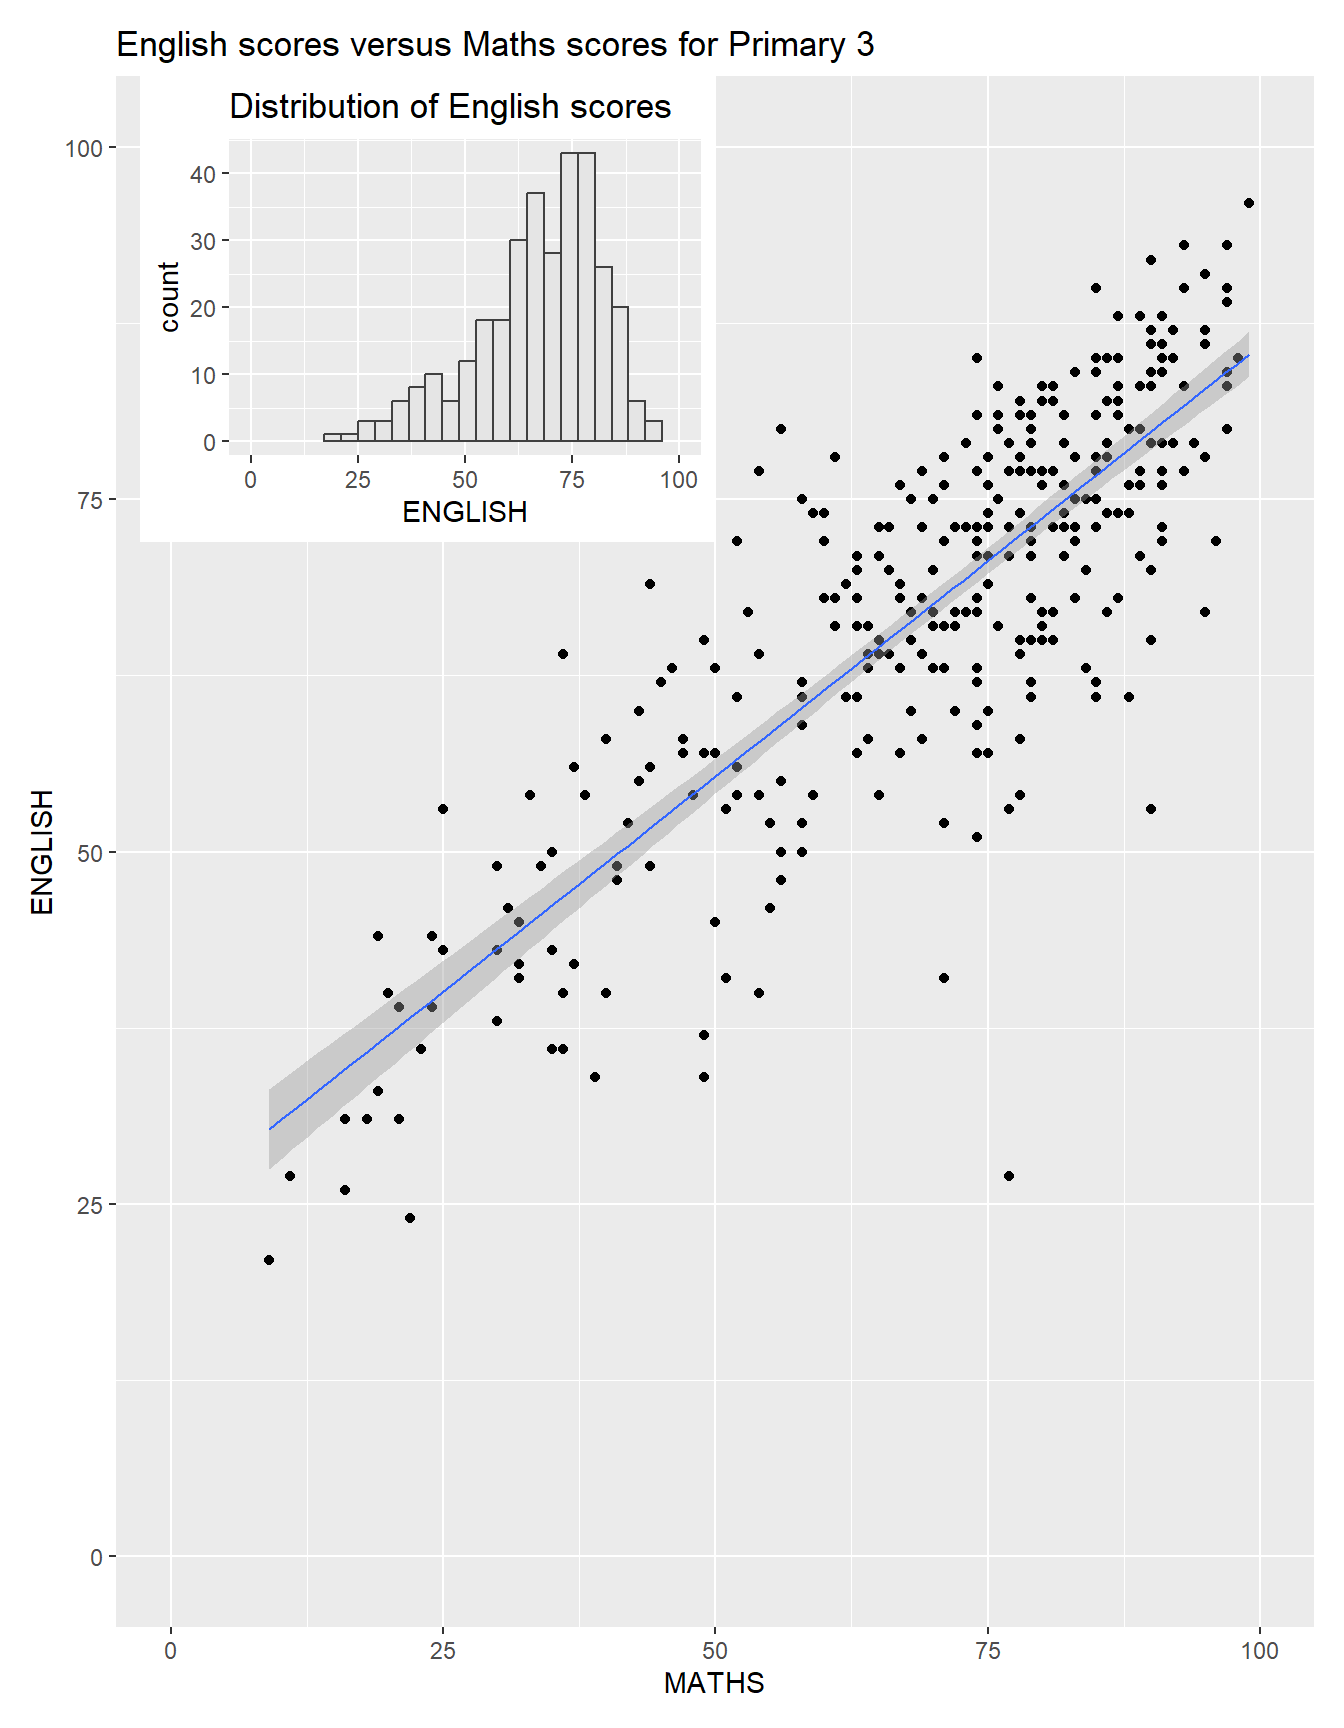 English scores versus Maths scores for Primary 3
Distribution of English scores
count
40
30
20
10
0
0 25 50 75 100
ENGLISH
ENGLISH
100
75
50
25
0
0 25 50 75 100
MATHS